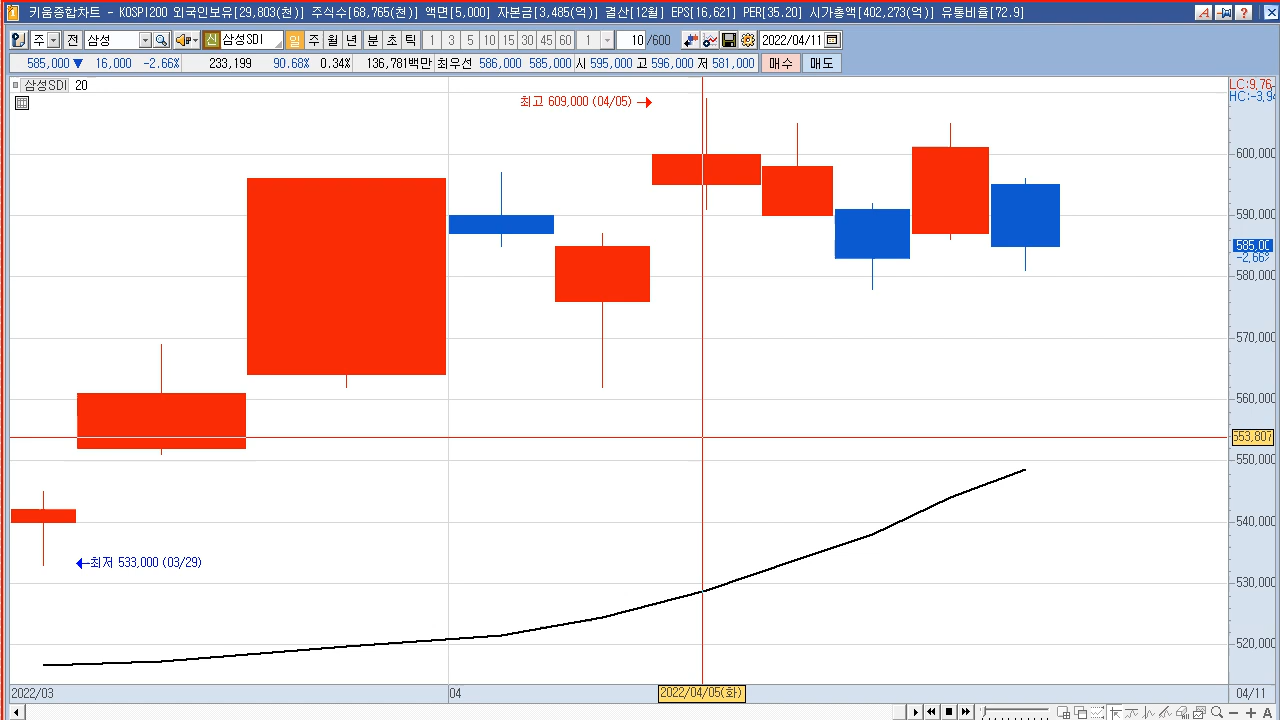 키움종합차트 - KOSPI200 외국인보유[29,803(천)] 주식수[68,765(천)] 액면[5,000] 자본금[3,485(억)] 결산[12월] EPS[16,621] PER[35.20] 시가총액[402,273(억)] 유통비율[72.9]
주 전 삼성 신 삼성SDI 일 주 월 년 분 초 틱 1 3 5 10 15 30 45 60 1 10 /600 2022/04/11
585,000 ▼ 16,000 -2.66% 233,199 90.68% 0.34% 136,781백만 최우선 586,000 585,000 시 595,000 고 596,000 저 581,000 매수 매도
삼성SDI 20
LC:9,76
HC:-3,94
최고 609,000 (04/05) →
600,000
590,000
585,00
-2,66%
580,000
570,000
560,000
553,807
550,000
540,000
←최저 533,000 (03/29)
530,000
520,000
2022/03 04 2022/04/05(화) 04/11